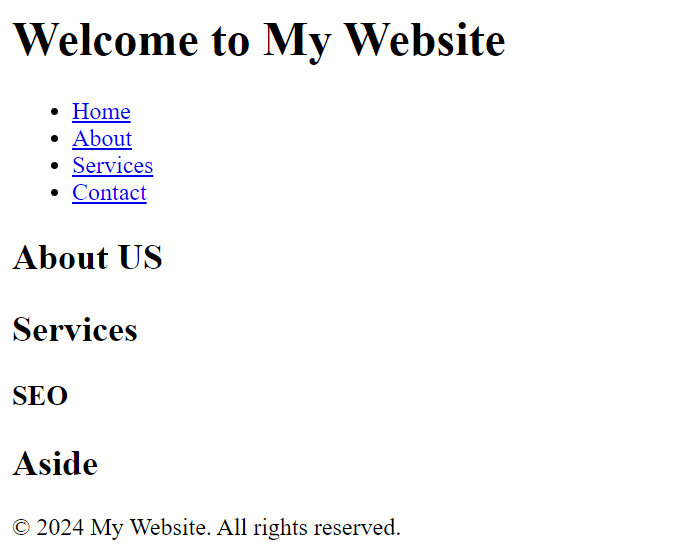 Welcome to My Website
Home
About
Services
Contact
About US
Services
SEO
Aside
© 2024 My Website. All rights reserved.